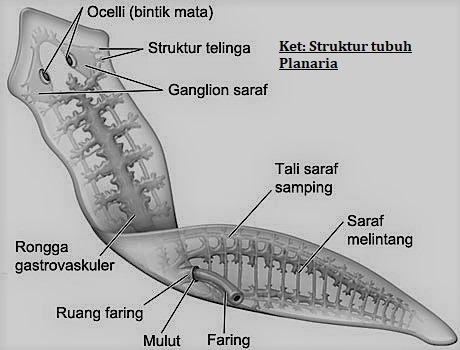 Ocelli (bintik mata)
Struktur telinga
Ket: Struktur tubuh
Planaria
Ganglion saraf
Tali saraf
samping
Saraf
melintang
Rongga
gastrovaskuler
Ruang faring
Mulut
Faring